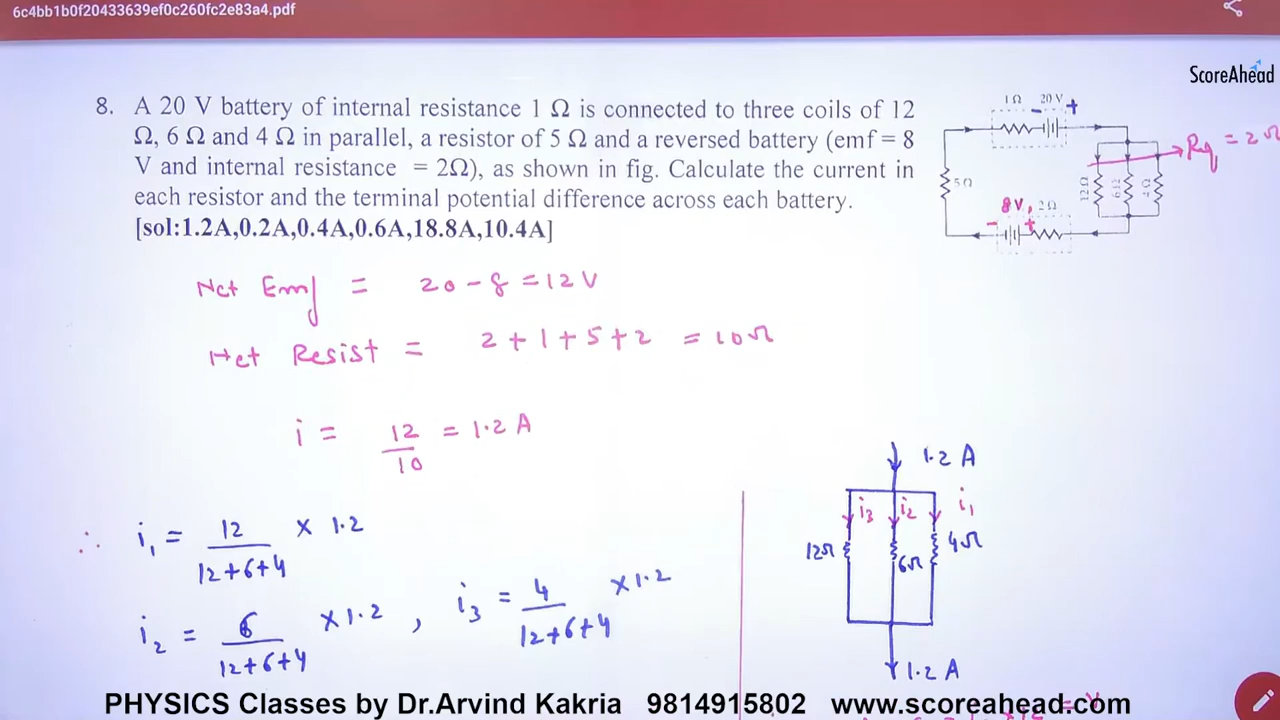 6c4bb1b0f20433639ef0c260fc2e83a4.pdf
ScoreAhead
8. A 20 V battery of internal resistance 1 Ω is connected to three coils of 12
Ω, 6 Ω and 4 Ω in parallel, a resistor of 5 Ω and a reversed battery (emf = 8
V and internal resistance = 2Ω), as shown in fig. Calculate the current in
each resistor and the terminal potential difference across each battery.
[sol:1.2A,0.2A,0.4A,0.6A,18.8A,10.4A]
1 Ω 20 V - +
Rq = 2 Ω
5 Ω
12 Ω 6 Ω
8V, 2 Ω
- +
Net Emf = 20 - 8 = 12 V
Net Resist = 2 + 1 + 5 + 2 = 10 Ω
i = 12/10 = 1.2 A
∴ i₁ = 12/12+6+4 × 1.2
i₂ = 6/12+6+4 × 1.2 , i₃ = 4/12+6+4 × 1.2
1.2 A
i₃ i₂ i₁
12Ω 6Ω 4Ω
1.2 A
PHYSICS Classes by Dr.Arvind Kakria 9814915802 www.scoreahead.com